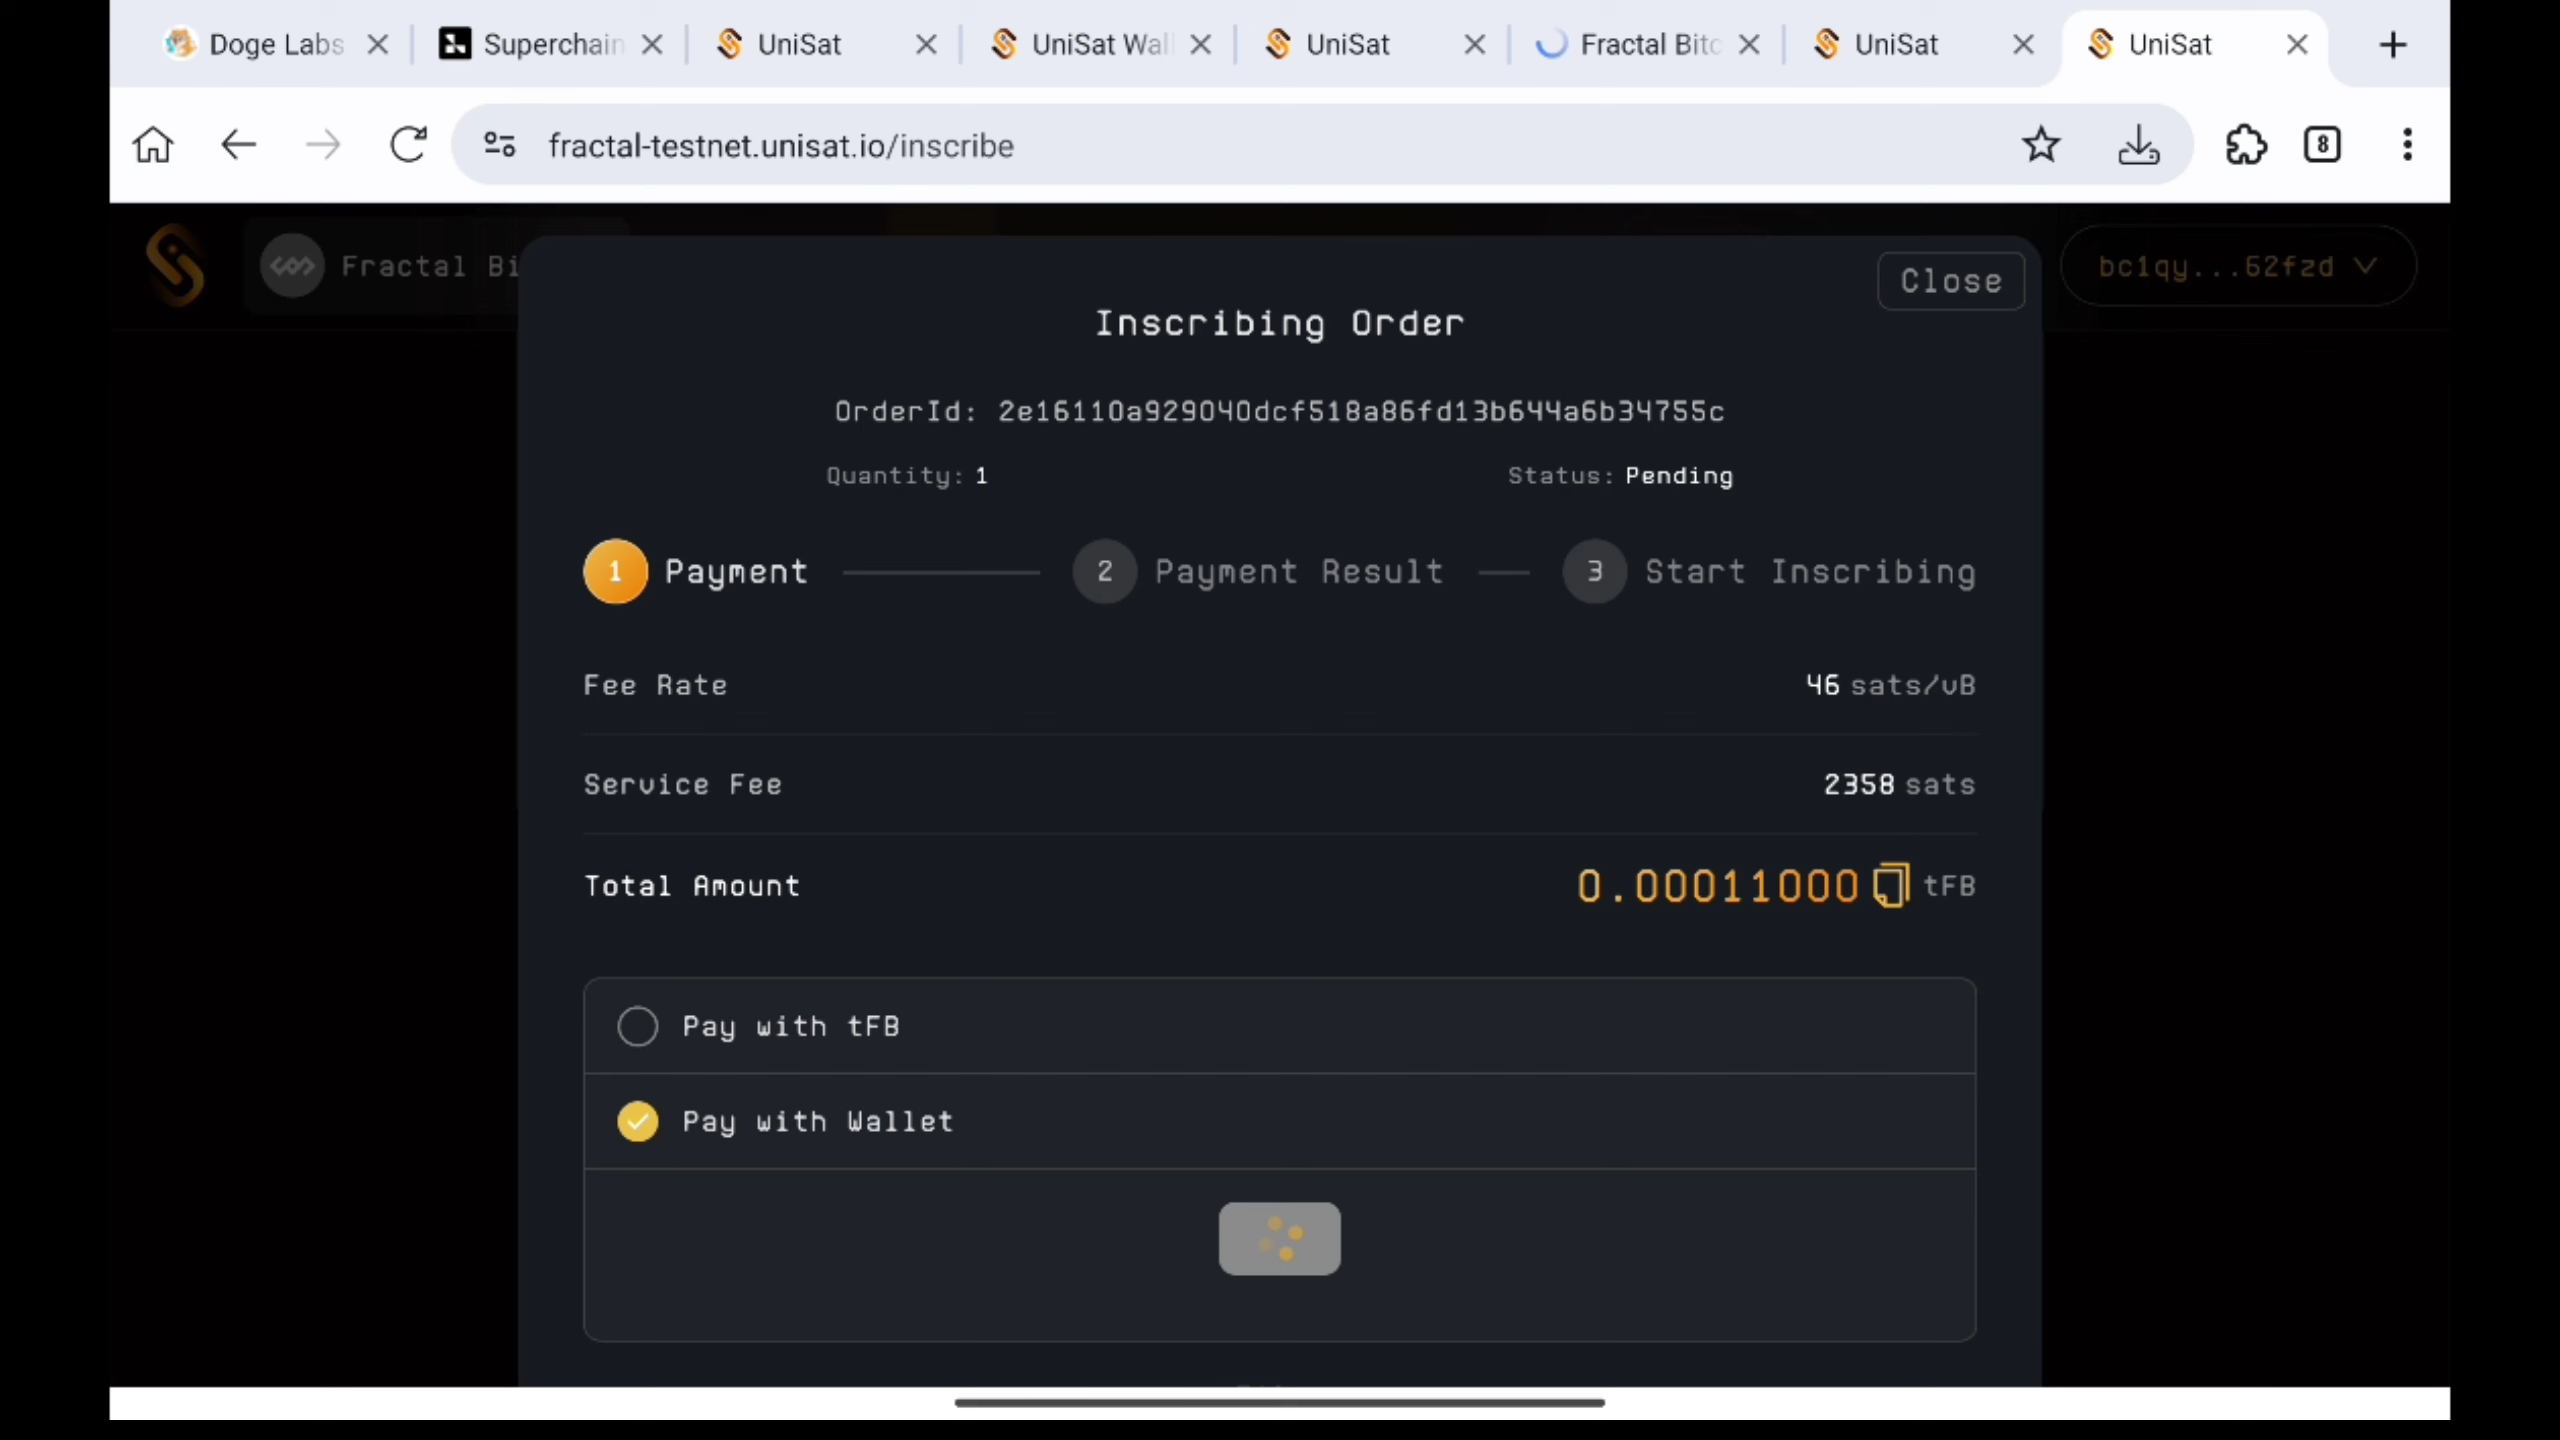 Doge Labs
Superchain
UniSat
UniSat Wal
UniSat
Fractal Bitc
UniSat
UniSat
fractal-testnet.unisat.io/inscribe
8
Fractal Bi
bc1qy...62fzd
Close
Inscribing Order
OrderId: 2e16110a929040dcf518a86fd13b644a6b34755c
Quantity: 1
Status: Pending
1 Payment
2 Payment Result
3 Start Inscribing
Fee Rate
46 sats/vB
Service Fee
2358 sats
Total Amount
0.00011000 tFB
Pay with tFB
Pay with Wallet